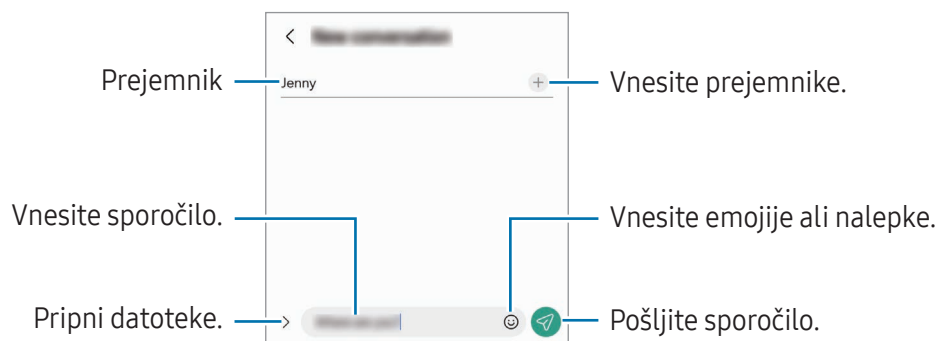 Prejemnik
Jenny
Vnesite prejemnike.
Vnesite sporočilo.
Vnesite emojije ali nalepke.
Pripni datoteke.
Pošljite sporočilo.